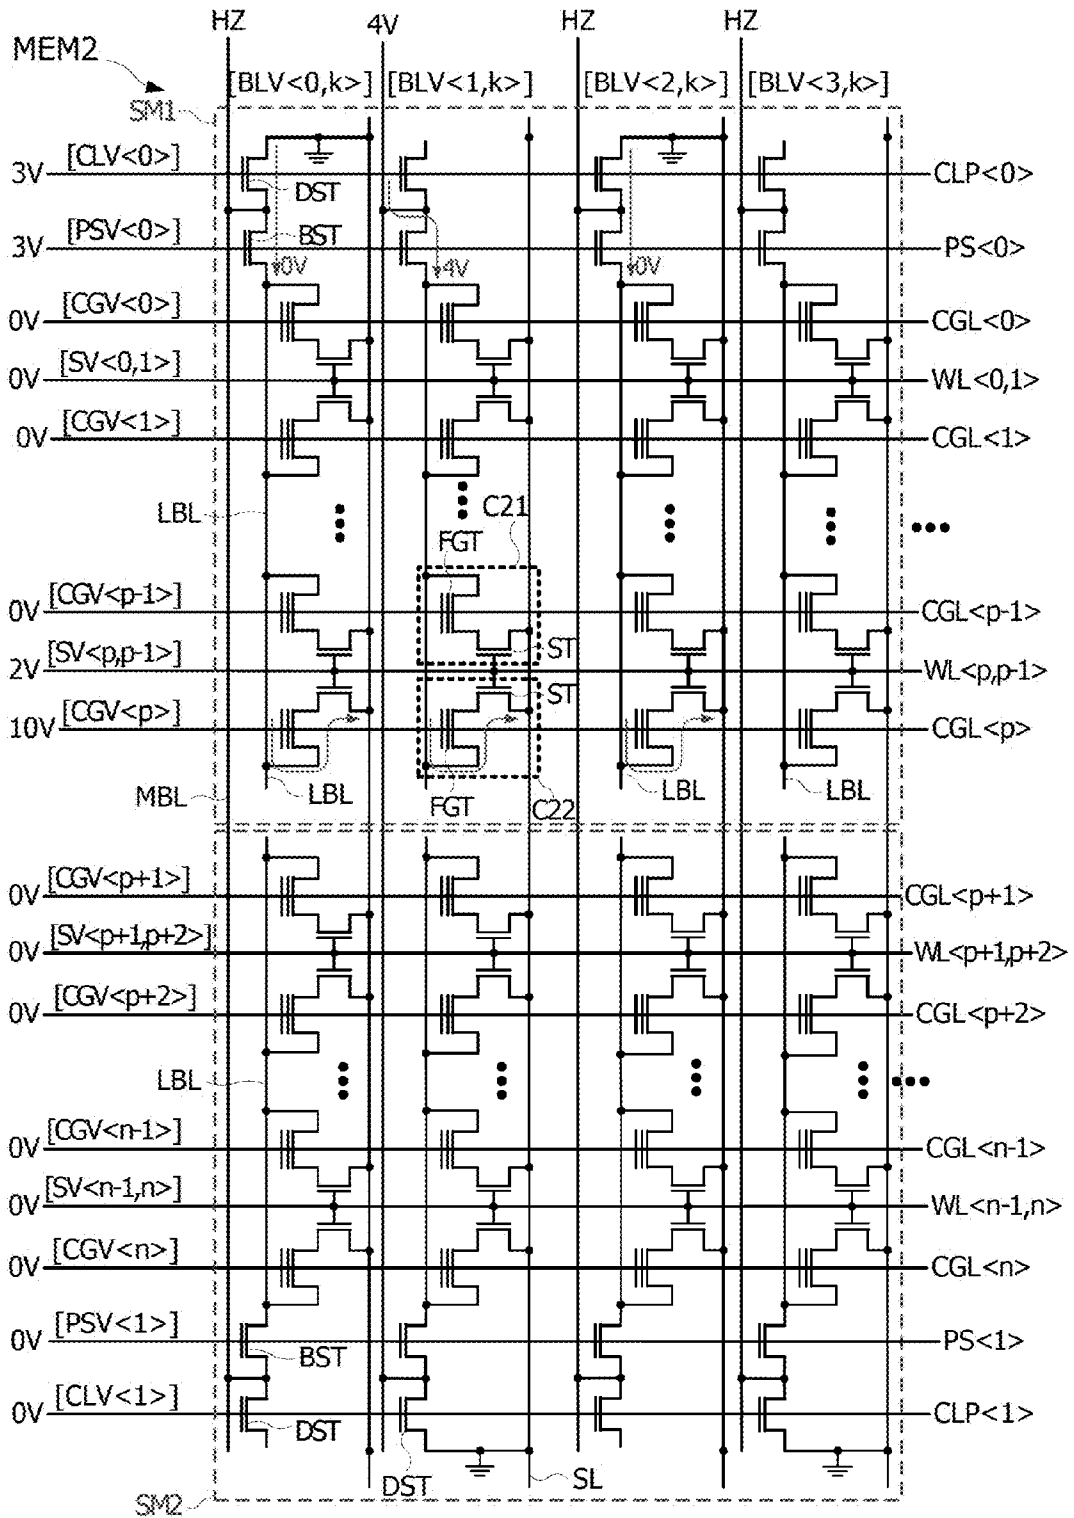 HZ 4V HZ HZ
MEM2
[BLV<0,k>] [BLV<1,k>] [BLV<2,k>] [BLV<3,k>]
SM1
3V [CLV<0>] CLP<0>
DST
3V [PSV<0>] BST PS<0>
0V 4V 0V
0V [CGV<0>] CGL<0>
0V [SV<0,1>] WL<0,1>
0V [CGV<1>] CGL<1>
LBL FGT C21
0V [CGV<p-1>] CGL<p-1>
ST
2V [SV<p,p-1>] WL<p,p-1>
ST
10V [CGV<p>] CGL<p>
MBL LBL FGT C22 LBL LBL
0V [CGV<p+1>] CGL<p+1>
0V [SV<p+1,p+2>] WL<p+1,p+2>
0V [CGV<p+2>] CGL<p+2>
LBL
0V [CGV<n-1>] CGL<n-1>
0V [SV<n-1,n>] WL<n-1,n>
0V [CGV<n>] CGL<n>
0V [PSV<1>] BST PS<1>
0V [CLV<1>] CLP<1>
DST
DST SL
SM2